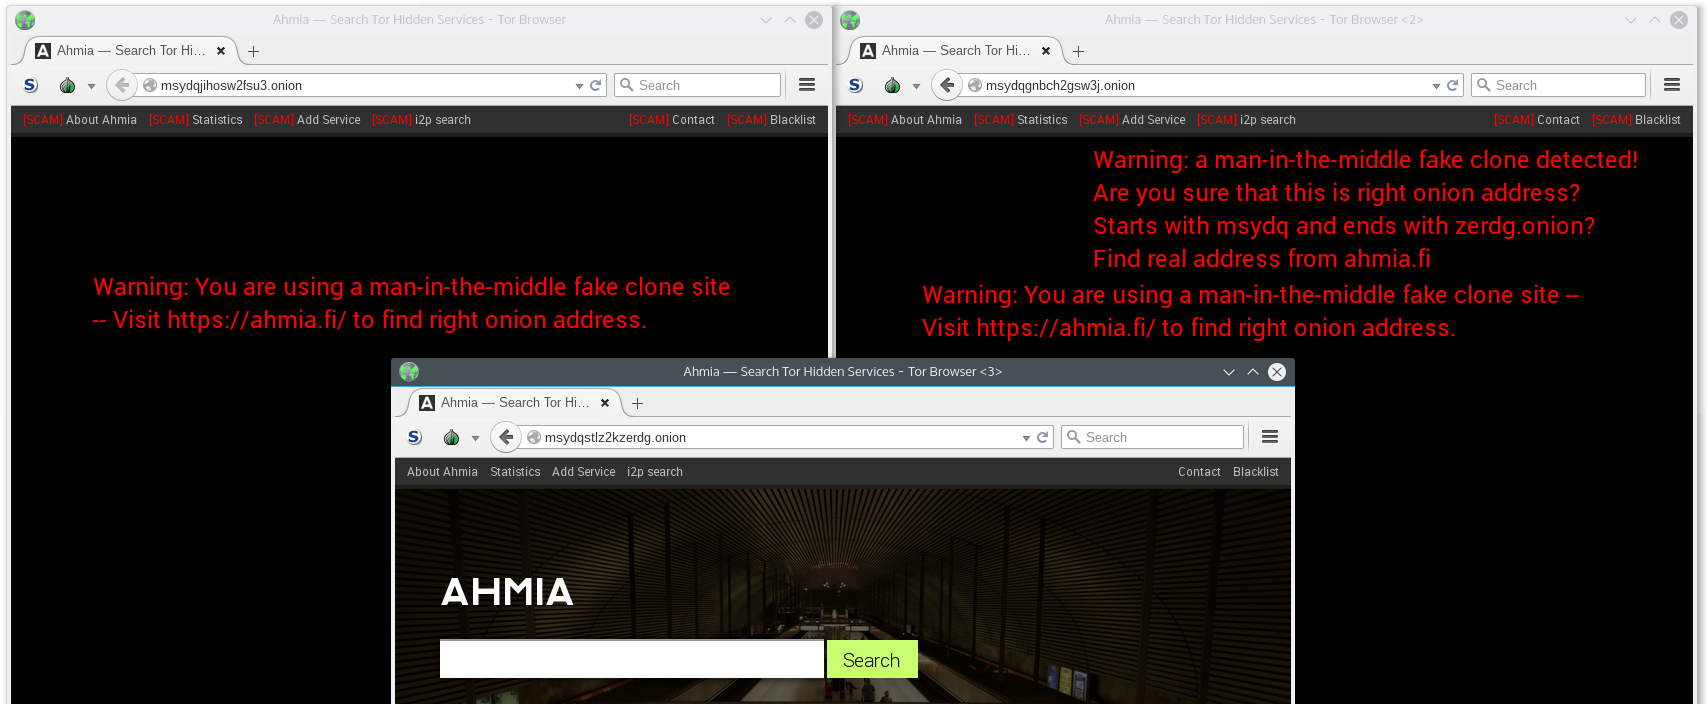 Ahmia — Search Tor Hidden Services - Tor Browser
Ahmia — Search Tor Hi...
msydqjihosw2fsu3.onion
Search
[SCAM] About Ahmia [SCAM] Statistics [SCAM] Add Service [SCAM] i2p search [SCAM] Contact [SCAM] Blacklist
Warning: You are using a man-in-the-middle fake clone site
-- Visit https://ahmia.fi/ to find right onion address.
Ahmia — Search Tor Hidden Services - Tor Browser <2>
Ahmia — Search Tor Hi...
msydqgnbch2gsw3j.onion
Search
[SCAM] About Ahmia [SCAM] Statistics [SCAM] Add Service [SCAM] i2p search [SCAM] Contact [SCAM] Blacklist
Warning: a man-in-the-middle fake clone detected!
Are you sure that this is right onion address?
Starts with msydq and ends with zerdg.onion?
Find real address from ahmia.fi
Warning: You are using a man-in-the-middle fake clone site --
Visit https://ahmia.fi/ to find right onion address.
Ahmia — Search Tor Hidden Services - Tor Browser <3>
Ahmia — Search Tor Hi...
msydqstlz2kzerdg.onion
Search
About Ahmia Statistics Add Service i2p search Contact Blacklist
AHMIA
Search